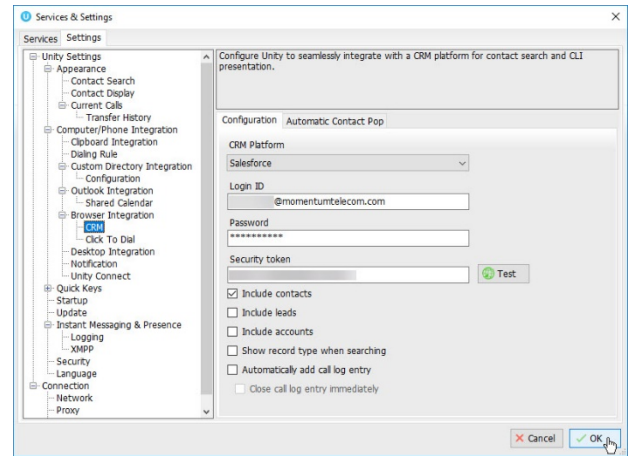 Services & Settings
Services Settings
Unity Settings
Appearance
Contact Search
Contact Display
Current Calls
Transfer History
Computer/Phone Integration
Clipboard Integration
Dialing Rule
Custom Directory Integration
Configuration
Outlook Integration
Shared Calendar
Browser Integration
CRM
Click To Dial
Desktop Integration
Notification
Unity Connect
Quick Keys
Startup
Update
Instant Messaging & Presence
Logging
XMPP
Security
Language
Connection
Network
Proxy
Configure Unity to seamlessly integrate with a CRM platform for contact search and CLI
presentation.
Configuration Automatic Contact Pop
CRM Platform
Salesforce
Login ID
@momentumtelecom.com
Password
**********
Security token
Test
Include contacts
Include leads
Include accounts
Show record type when searching
Automatically add call log entry
Close call log entry immediately
Cancel OK